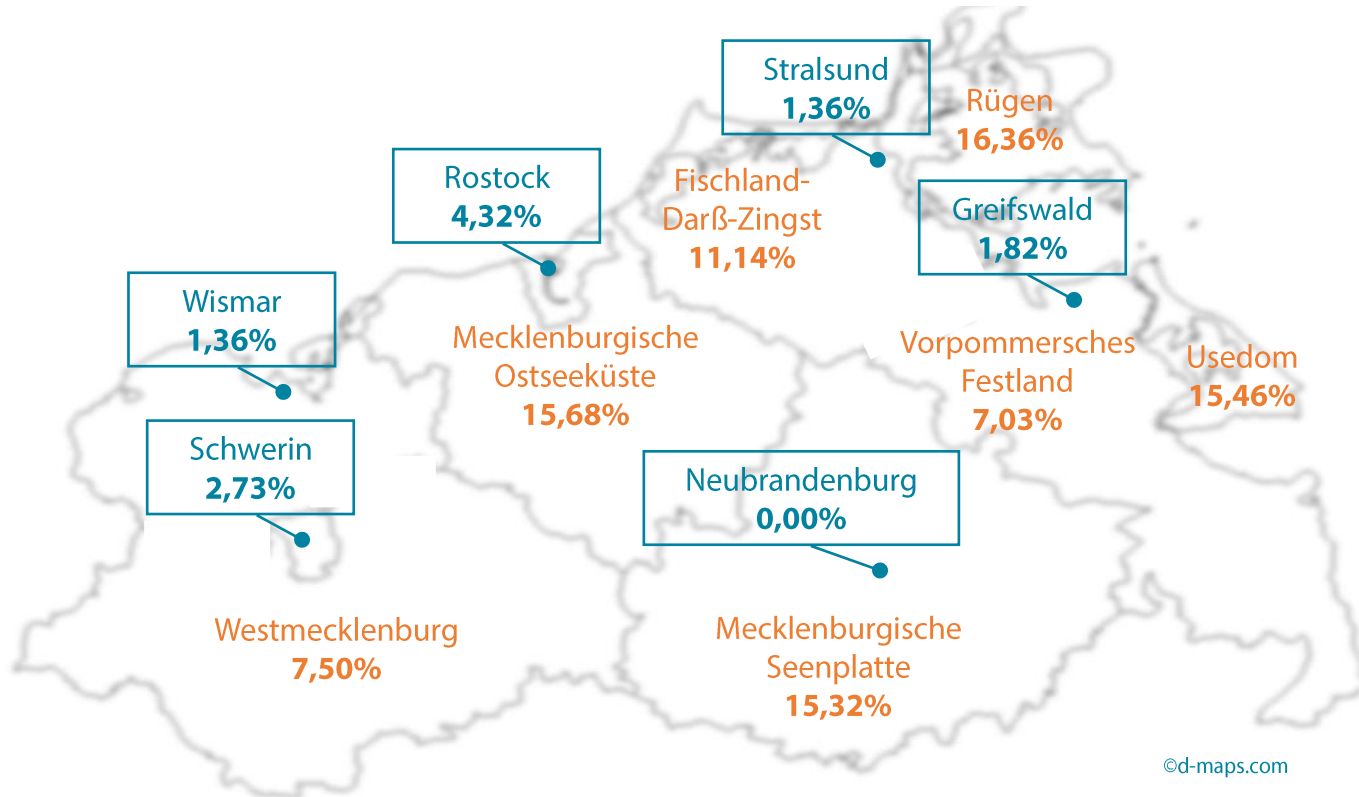 Stralsund
1,36%
Rügen
16,36%
Rostock
4,32%
Fischland-
Darß-Zingst
11,14%
Greifswald
1,82%
Wismar
1,36%
Mecklenburgische
Ostseeküste
15,68%
Vorpommersches
Festland
7,03%
Usedom
15,46%
Schwerin
2,73%
Neubrandenburg
0,00%
Westmecklenburg
7,50%
Mecklenburgische
Seenplatte
15,32%
©d-maps.com